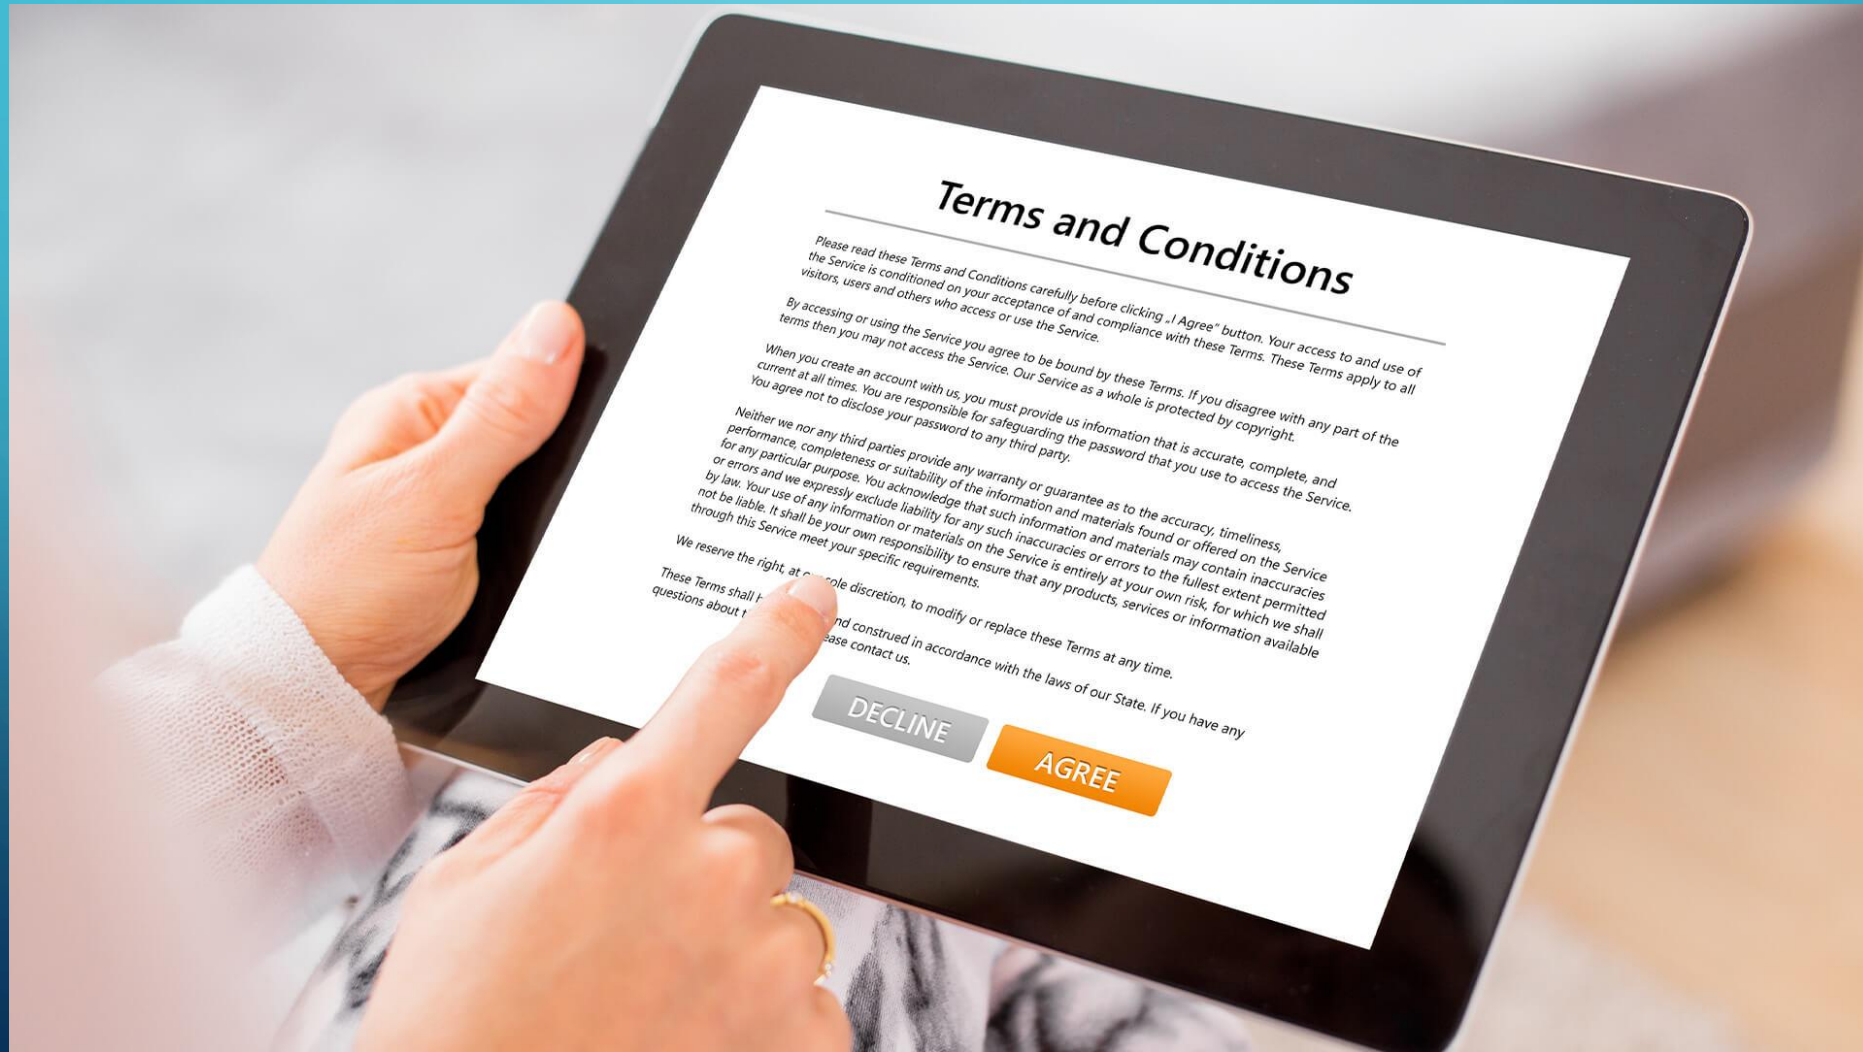 Terms and Conditions
Please read these Terms and Conditions carefully before clicking „I Agree" button. Your access to and use of
the Service is conditioned on your acceptance of and compliance with these Terms. These Terms apply to all
visitors, users and others who access or use the Service.
By accessing or using the Service you agree to be bound by these Terms. If you disagree with any part of the
terms then you may not access the Service. Our Service as a whole is protected by copyright.
When you create an account with us, you must provide us information that is accurate, complete, and
current at all times. You are responsible for safeguarding the password that you use to access the Service.
You agree not to disclose your password to any third party.
Neither we nor any third parties provide any warranty or guarantee as to the accuracy, timeliness,
performance, completeness or suitability of the information and materials found or offered on the Service
for any particular purpose. You acknowledge that such information and materials may contain inaccuracies
or errors and we expressly exclude liability for any such inaccuracies or errors to the fullest extent permitted
by law. Your use of any information or materials on the Service is entirely at your own risk, for which we shall
not be liable. It shall be your own responsibility to ensure that any products, services or information available
through this Service meet your specific requirements.
We reserve the right, at sole discretion, to modify or replace these Terms at any time.
These Terms shall and construed in accordance with the laws of our State. If you have any
questions about contact us.
DECLINE
AGREE